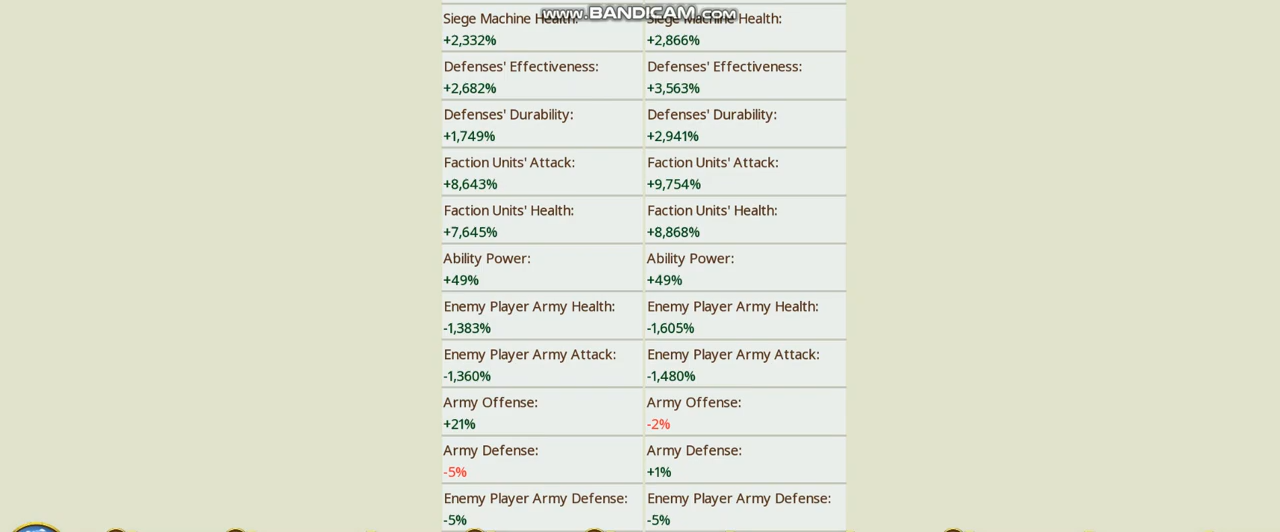 www.BANDICAM.com
Siege Machine Health: Siege Machine Health:
+2,332% +2,866%
Defenses' Effectiveness: Defenses' Effectiveness:
+2,682% +3,563%
Defenses' Durability: Defenses' Durability:
+1,749% +2,941%
Faction Units' Attack: Faction Units' Attack:
+8,643% +9,754%
Faction Units' Health: Faction Units' Health:
+7,645% +8,868%
Ability Power: Ability Power:
+49% +49%
Enemy Player Army Health: Enemy Player Army Health:
-1,383% -1,605%
Enemy Player Army Attack: Enemy Player Army Attack:
-1,360% -1,480%
Army Offense: Army Offense:
+21% -2%
Army Defense: Army Defense:
-5% +1%
Enemy Player Army Defense: Enemy Player Army Defense:
-5% -5%